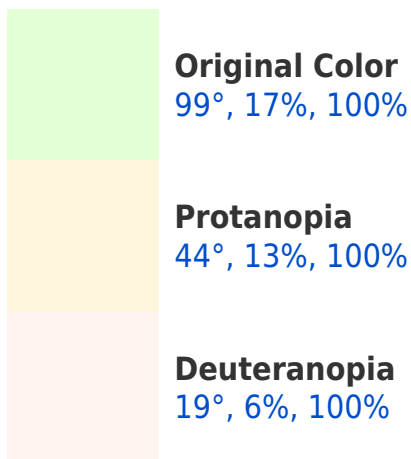 Original Color
99°, 17%, 100%
Protanopia
44°, 13%, 100%
Deuteranopia
19°, 6%, 100%